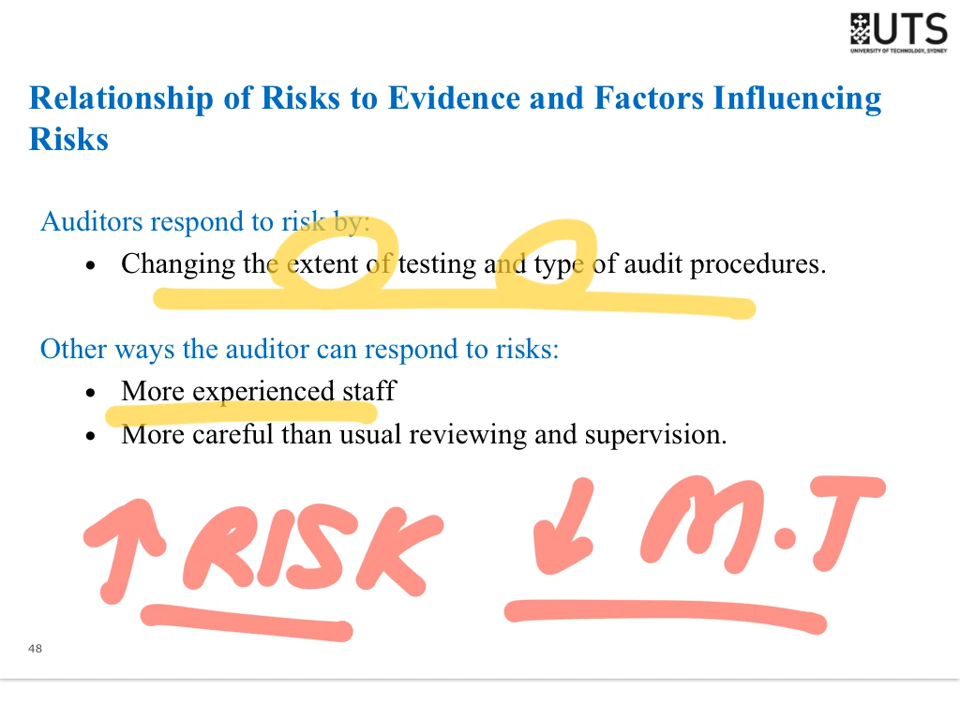 UTS
UNIVERSITY OF TECHNOLOGY, SYDNEY
Relationship of Risks to Evidence and Factors Influencing
Risks
Auditors respond to risk by:
• Changing the extent of testing and type of audit procedures.
Other ways the auditor can respond to risks:
• More experienced staff
• More careful than usual reviewing and supervision.
↑ RISK ↓ M.T
48